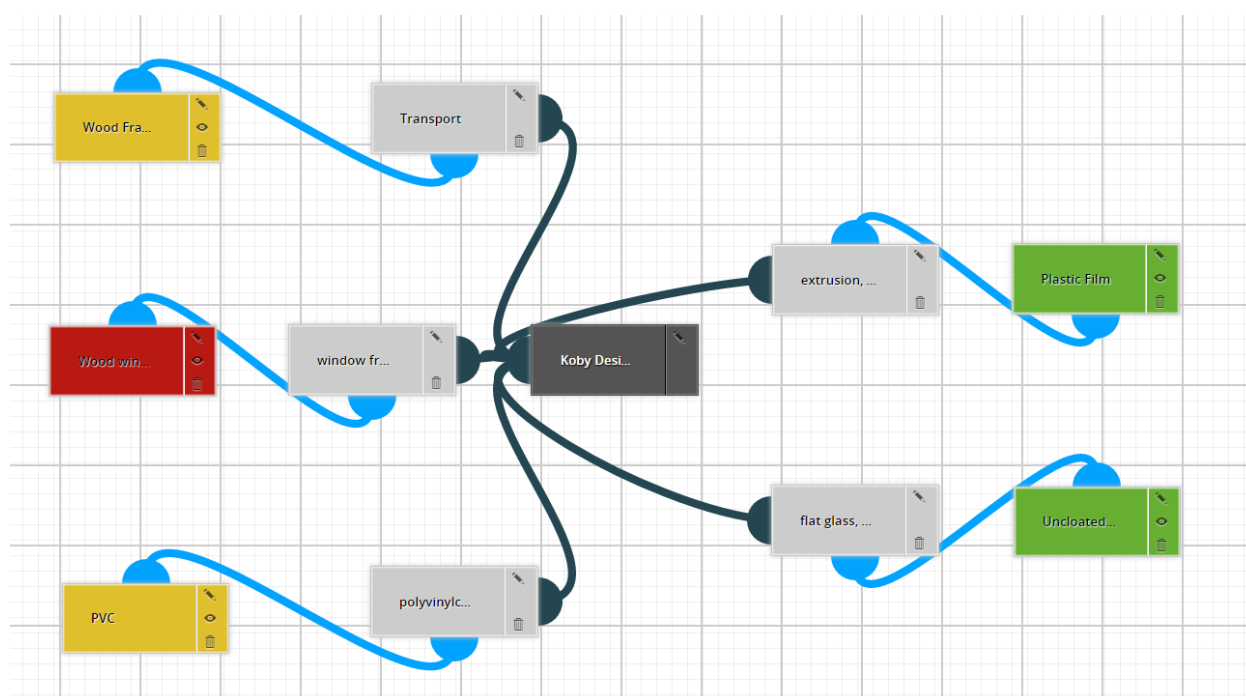 Wood Fra...
Transport
extrusion, ...
Plastic Film
Wood win...
window fr...
Koby Desi...
flat glass, ...
Uncloated...
PVC
polyvinylc...